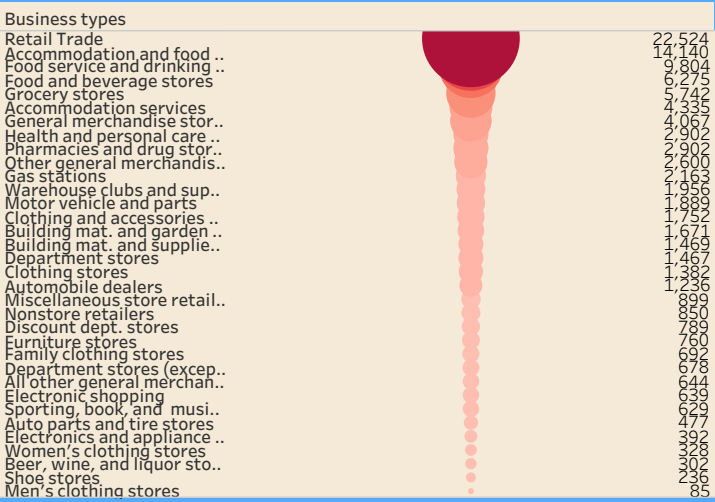 Business types
Retail Trade 22,524
Accommodation and food .. 14,140
Food service and drinking .. 9,804
Food and beverage stores 6,275
Grocery stores 5,742
Accommodation services 4,335
General merchandise stor.. 4,067
Health and personal care .. 2,902
Pharmacies and drug stor.. 2,902
Other general merchandis.. 2,600
Gas stations 2,163
Warehouse clubs and sup.. 1,956
Motor vehicle and parts 1,889
Clothing and accessories .. 1,752
Building mat. and garden .. 1,671
Building mat. and supplie.. 1,469
Department stores 1,467
Clothing stores 1,382
Automobile dealers 1,236
Miscellaneous store retail.. 899
Nonstore retailers 850
Discount dept. stores 789
Furniture stores 760
Family clothing stores 692
Department stores (excep.. 678
All other general merchan.. 644
Electronic shopping 639
Sporting, book, and musi.. 629
Auto parts and tire stores 477
Electronics and appliance .. 392
Women's clothing stores 328
Beer, wine, and liquor sto.. 302
Shoe stores 236
Men's clothing stores 85